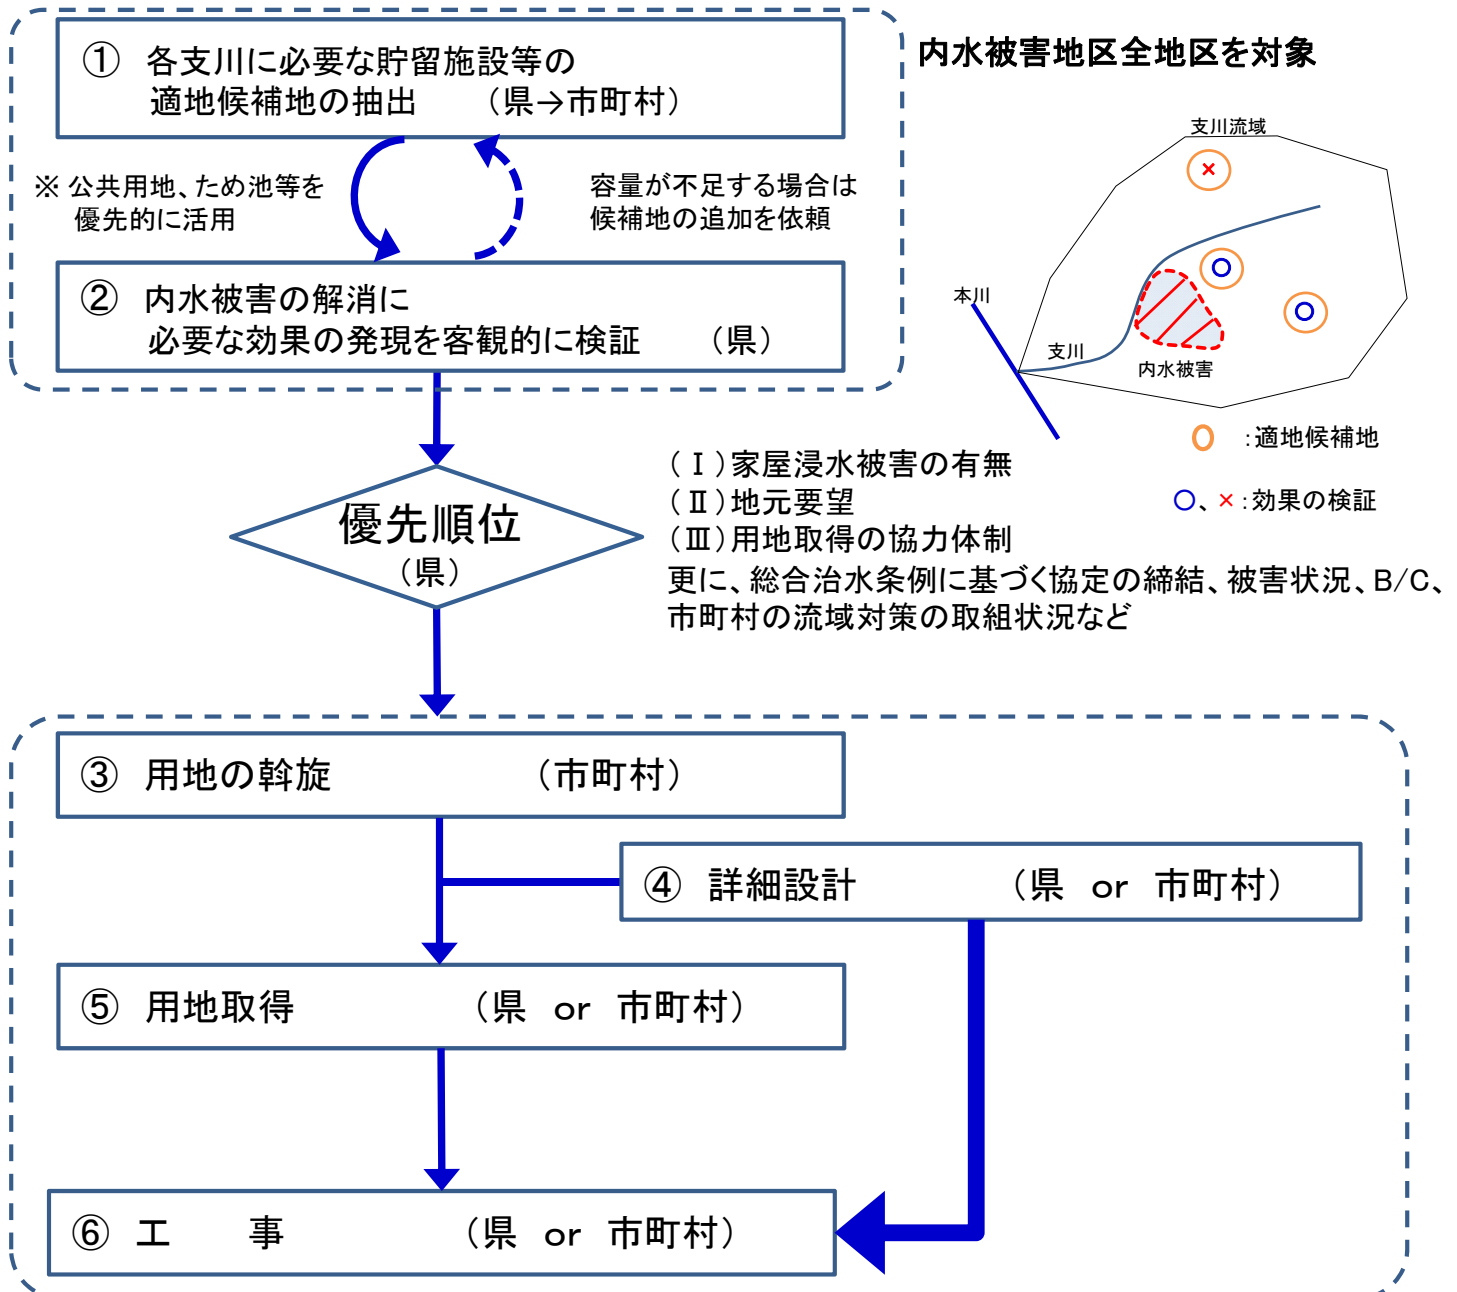 ① 各支川に必要な貯留施設等の
適地候補地の抽出 （県→市町村）
内水被害地区全地区を対象
※ 公共用地、ため池等を
優先的に活用
容量が不足する場合は
候補地の追加を依頼
② 内水被害の解消に
必要な効果の発現を客観的に検証 （県）
支川流域
×
本川
支川
内水被害
：適地候補地
○、×：効果の検証
優先順位
（県）
（Ⅰ）家屋浸水被害の有無
（Ⅱ）地元要望
（Ⅲ）用地取得の協力体制
更に、総合治水条例に基づく協定の締結、被害状況、B/C、
市町村の流域対策の取組状況など
③ 用地の斡旋 （市町村）
④ 詳細設計 （県 or 市町村）
⑤ 用地取得 （県 or 市町村）
⑥ 工 事 （県 or 市町村）